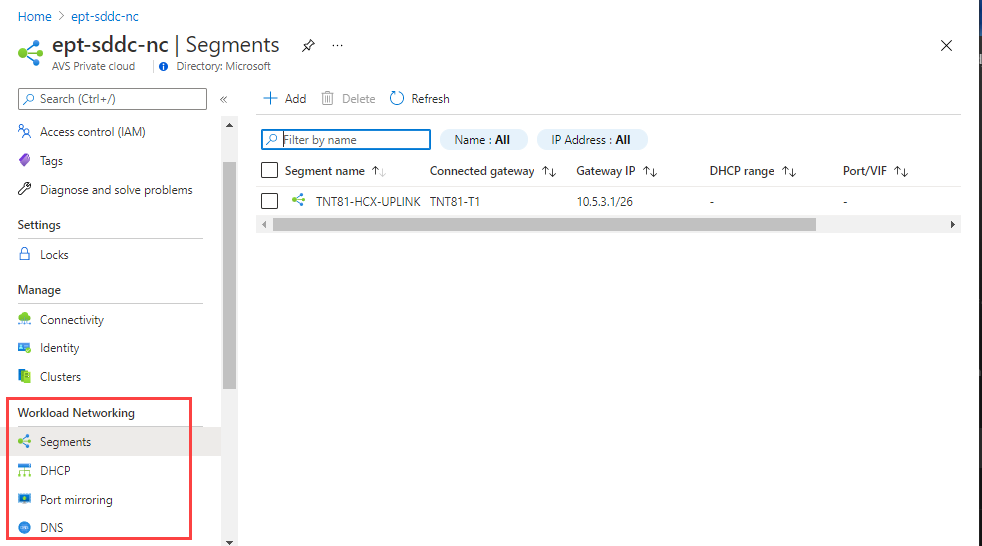 Home > ept-sddc-nc
ept-sddc-nc | Segments
AVS Private cloud
Directory: Microsoft
Search (Ctrl+/)
«
Add
Delete
Refresh
Access control (IAM)
Tags
Diagnose and solve problems
Settings
Locks
Manage
Connectivity
Identity
Clusters
Workload Networking
Segments
DHCP
Port mirroring
DNS
Filter by name
Name : All
IP Address : All
Segment name Connected gateway Gateway IP DHCP range Port/VIF
TNT81-HCX-UPLINK TNT81-T1 10.5.3.1/26 - -